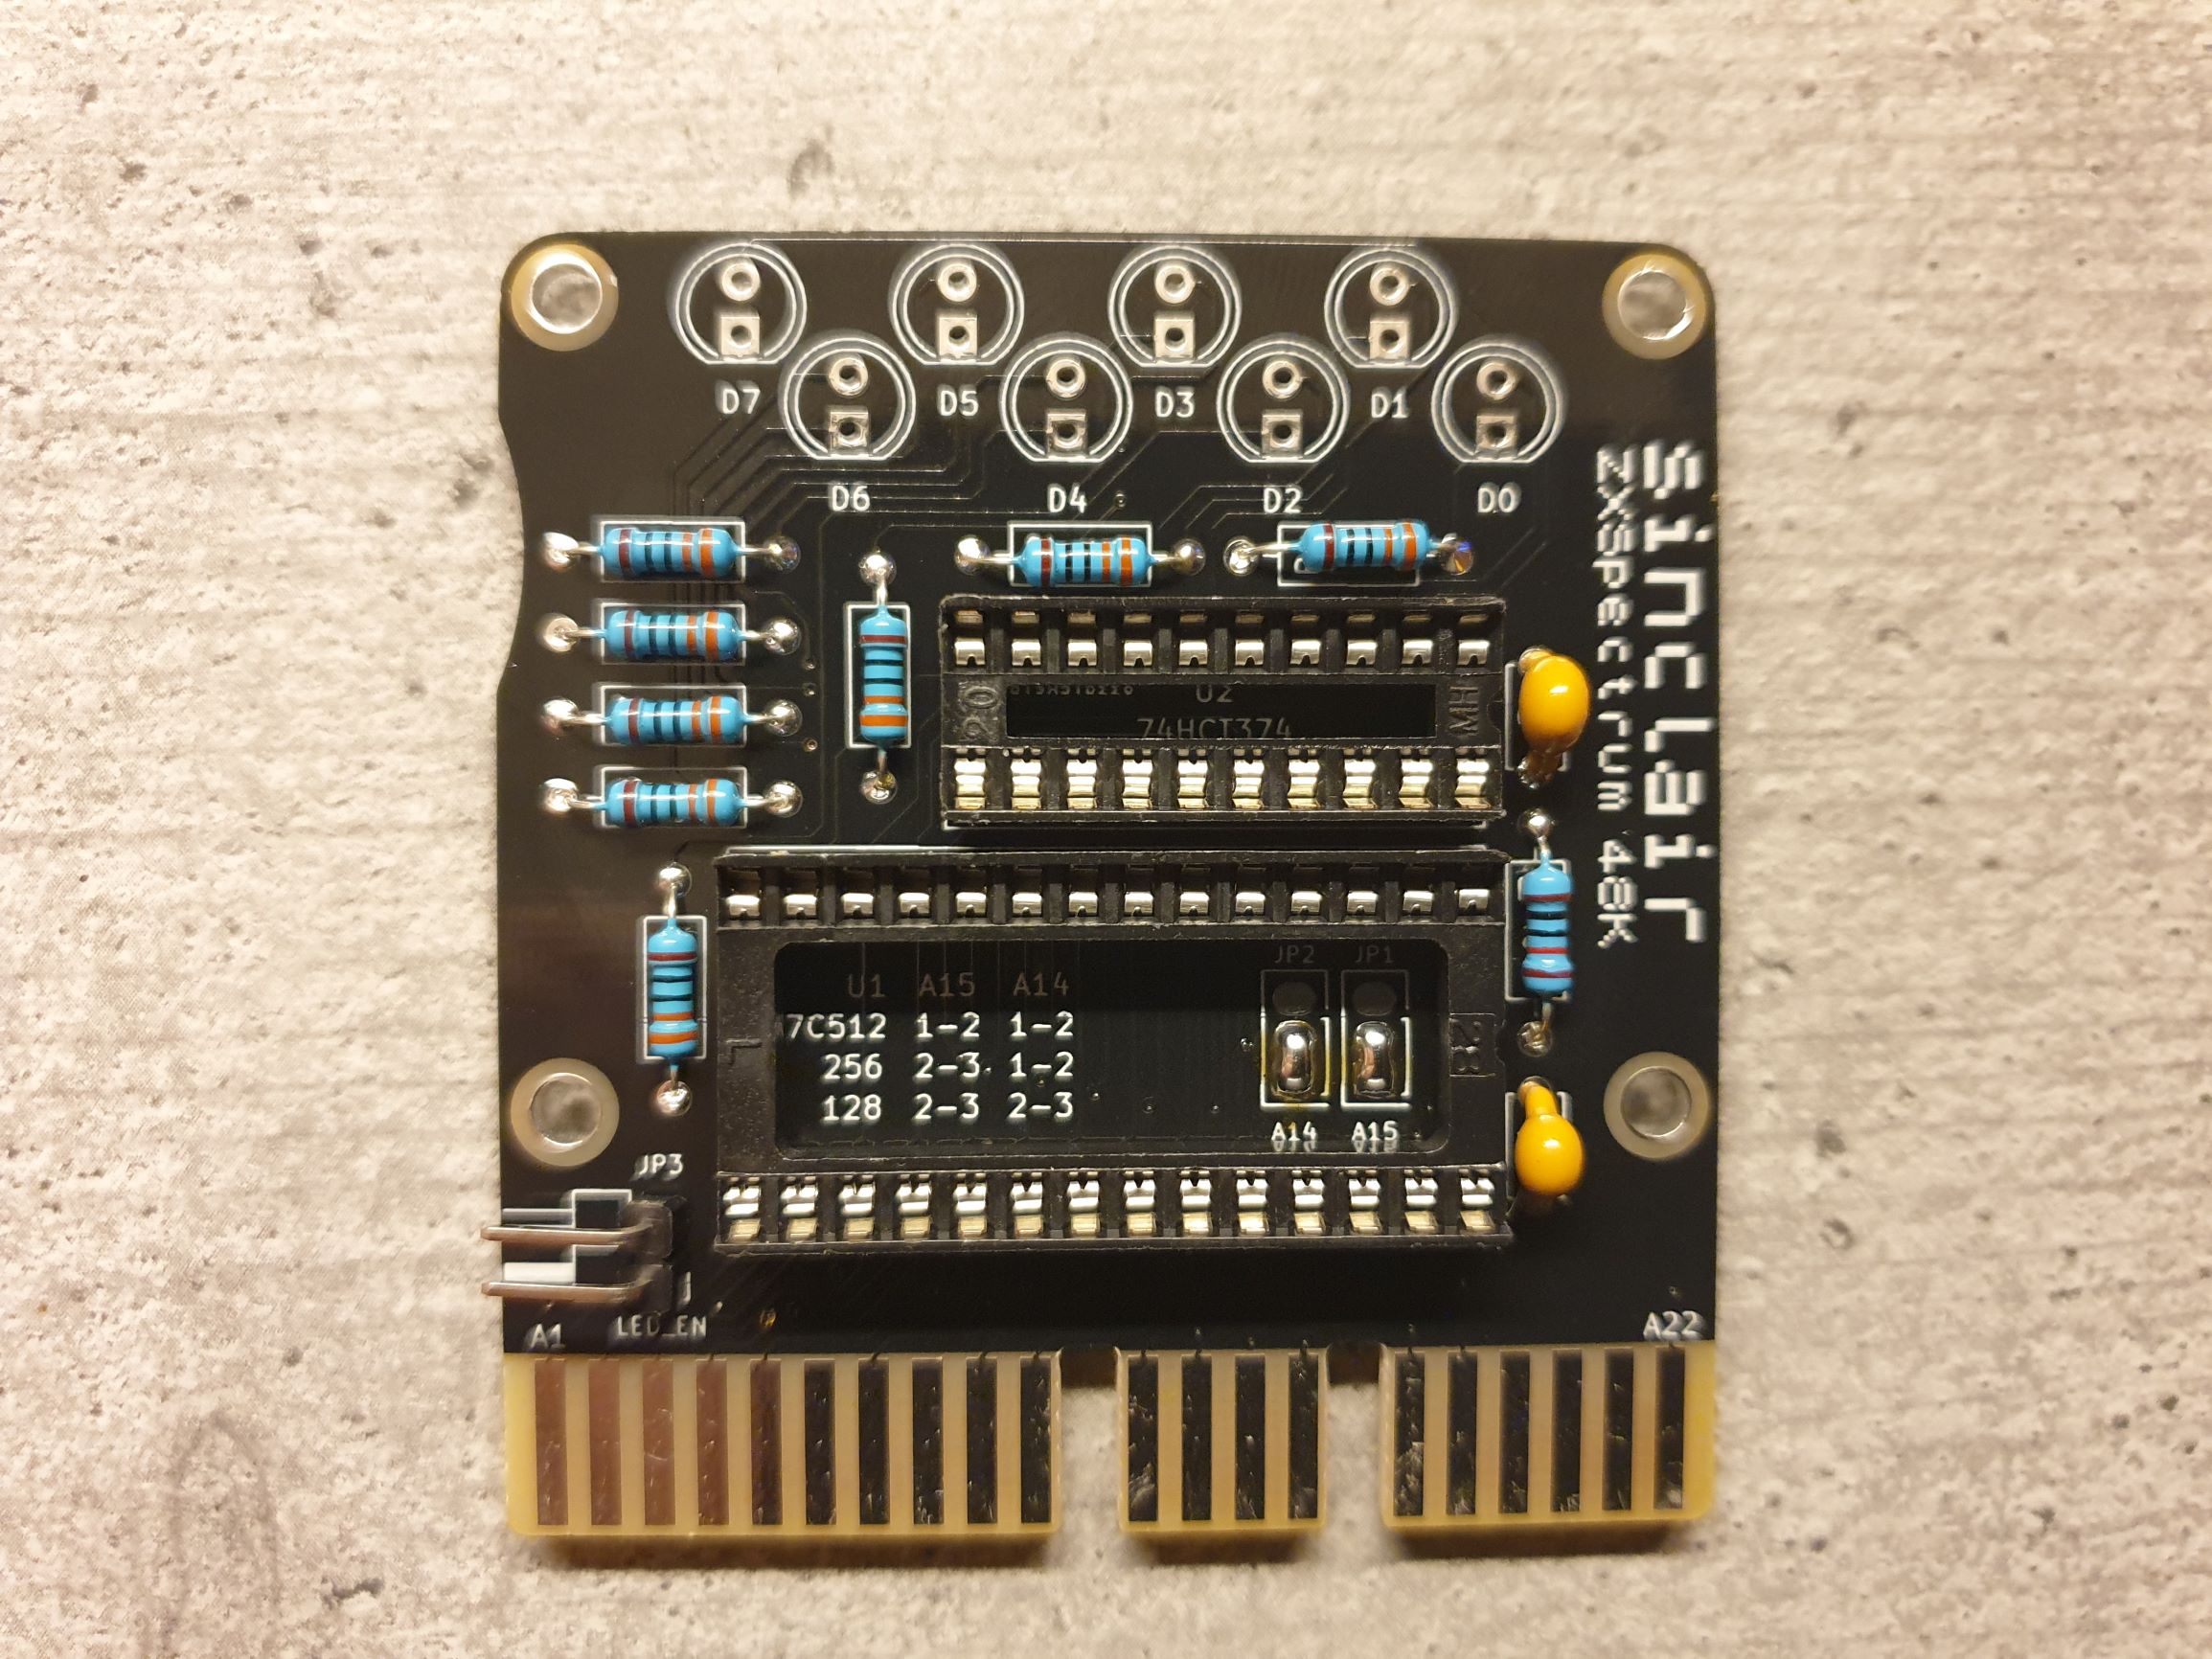 D7
D5
D3
D1
D6
D4
D2
D0
sinclair
ZXSpectrum 48K
U2
74HCT374
20
MH
JP2 JP1
U1 A15 A14
7C512 1-2 1-2
256 2-3 1-2
128 2-3 2-3
28
A14 A15
JP3
LED_EN
A1
A22